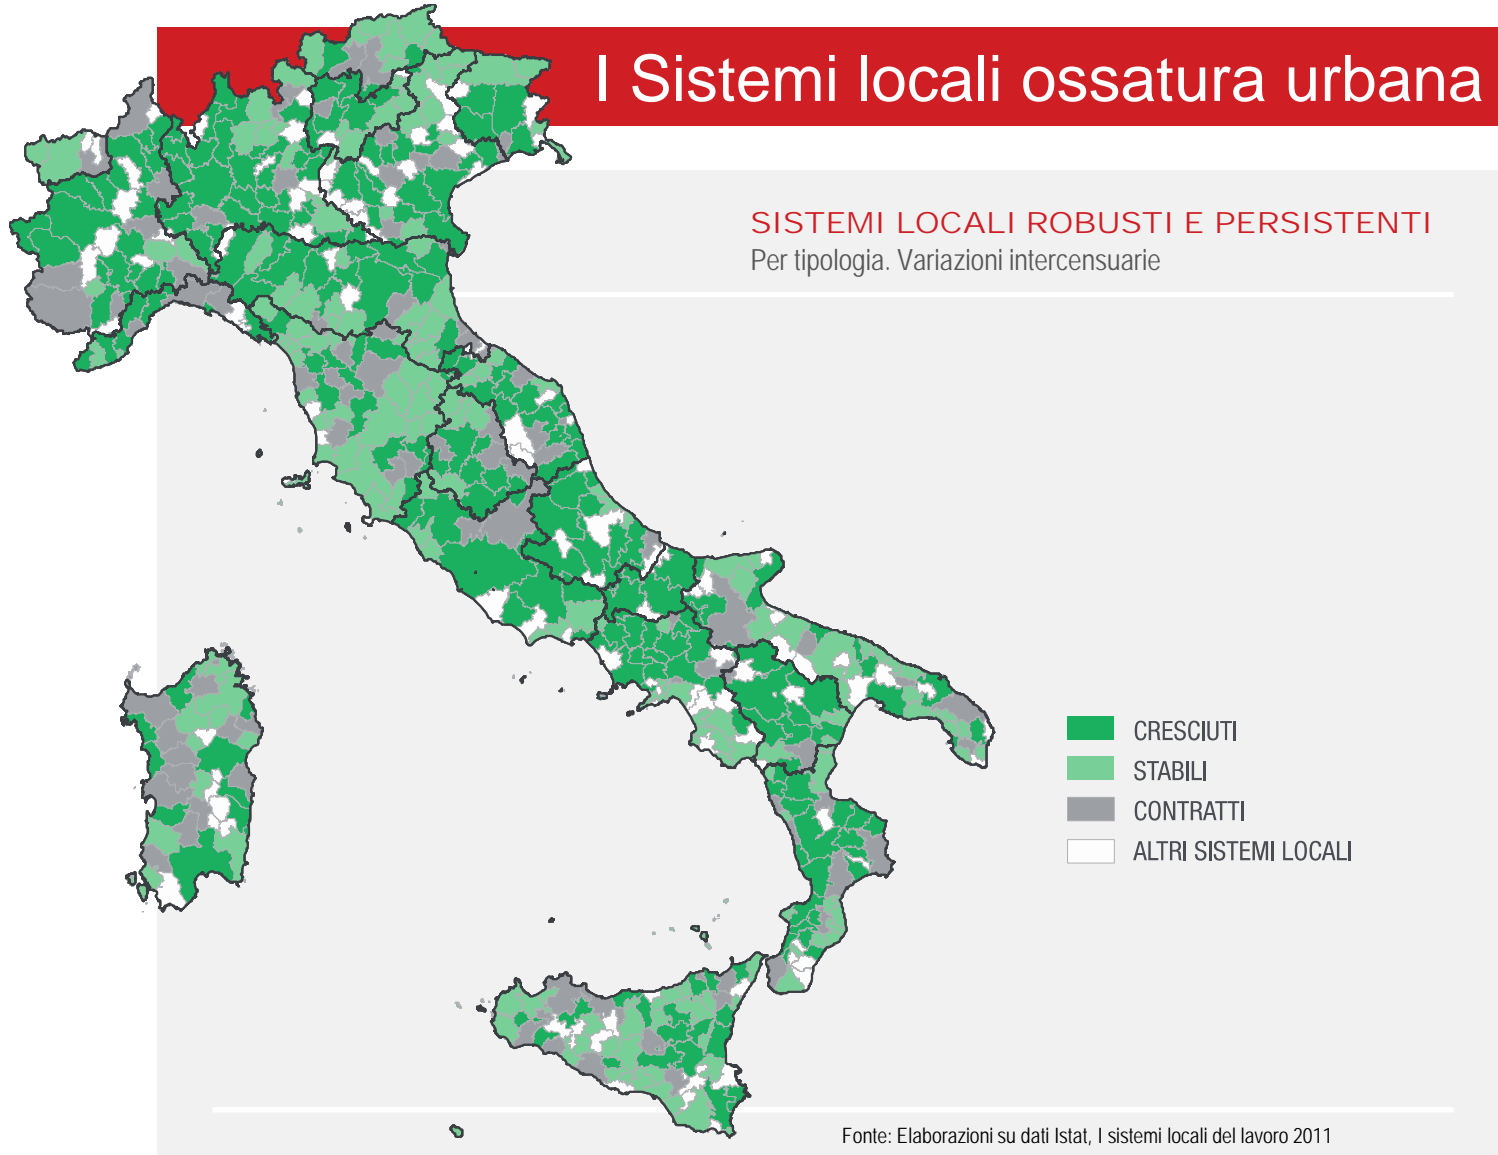 I Sistemi locali ossatura urbana
SISTEMI LOCALI ROBUSTI E PERSISTENTI
Per tipologia. Variazioni intercensuarie
CRESCIUTI
STABILI
CONTRATTI
ALTRI SISTEMI LOCALI
Fonte: Elaborazioni su dati Istat, I sistemi locali del lavoro 2011